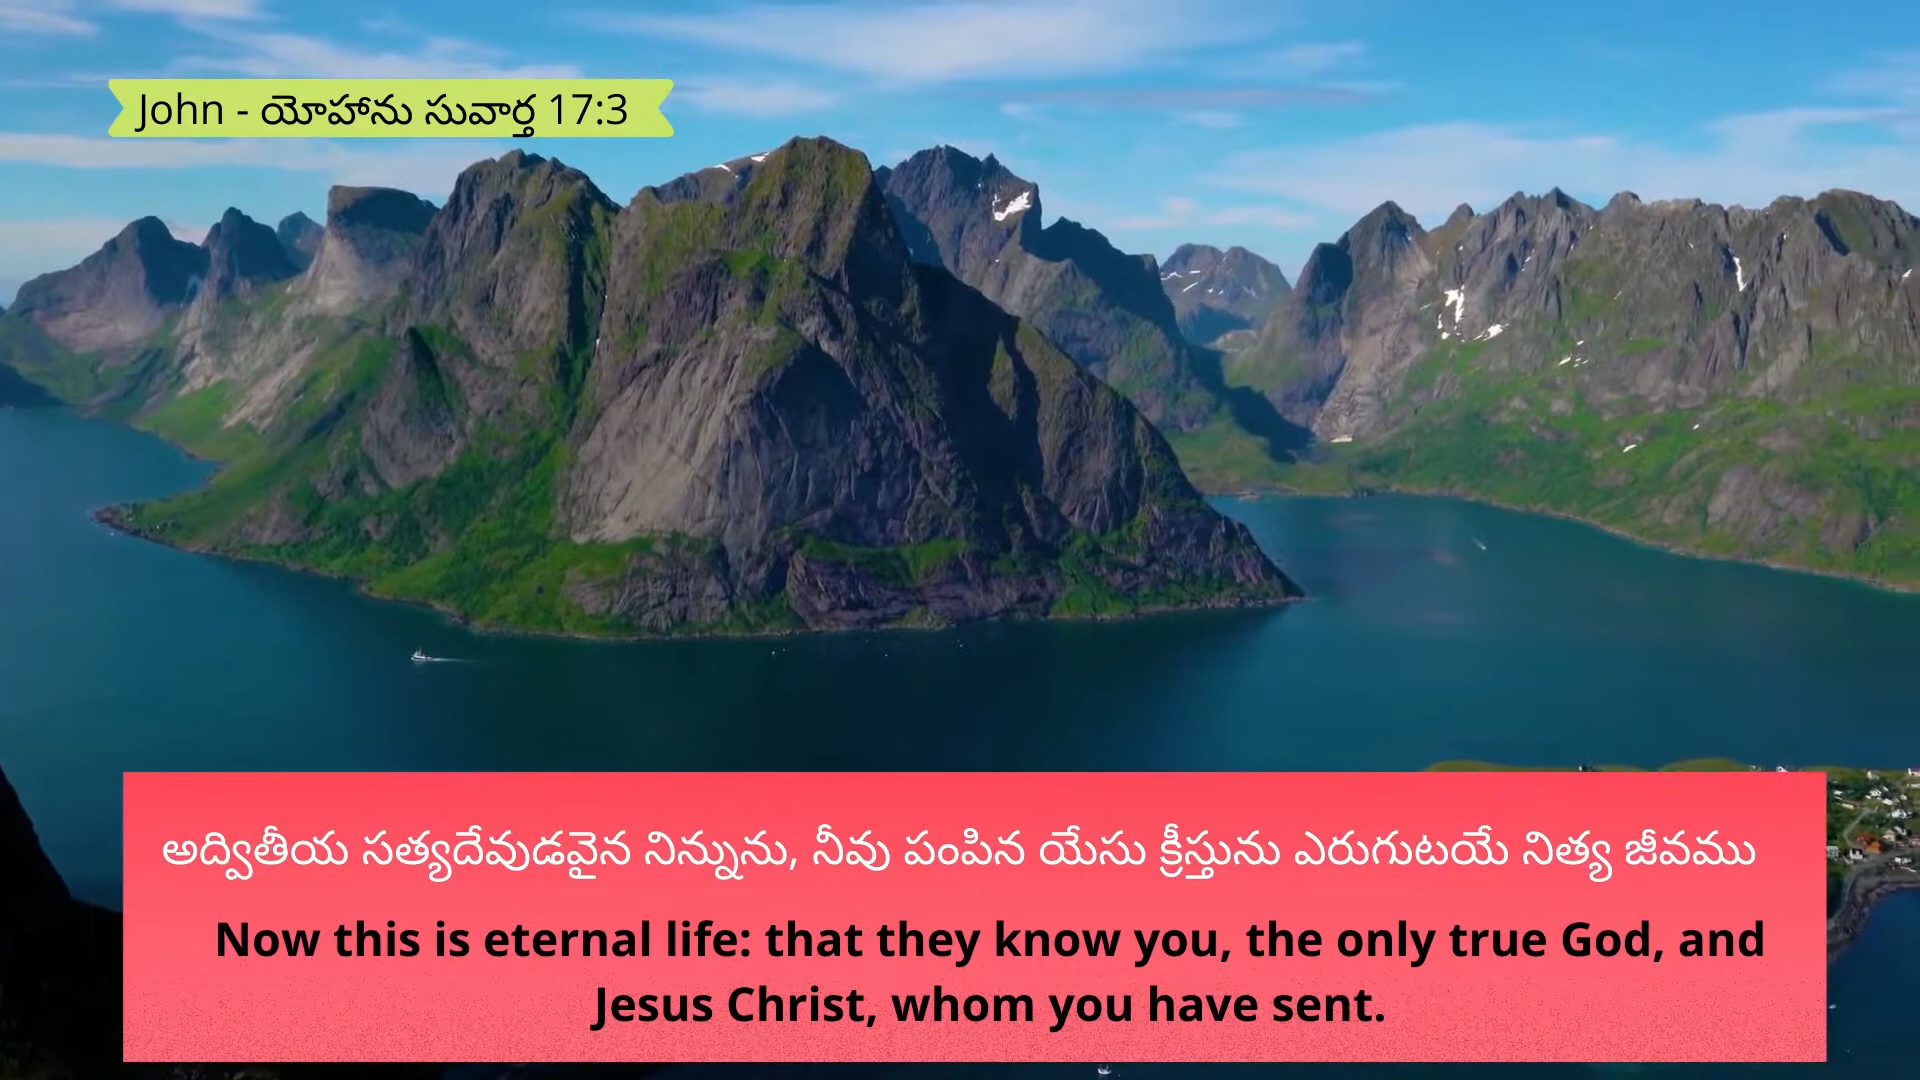 John - యోహాను సువార్త 17:3
అద్వితీయ సత్యదేవుడవైన నిన్నును, నీవు పంపిన యేసు క్రీస్తును ఎరుగుటయే నిత్య జీవము
Now this is eternal life: that they know you, the only true God, and
Jesus Christ, whom you have sent.